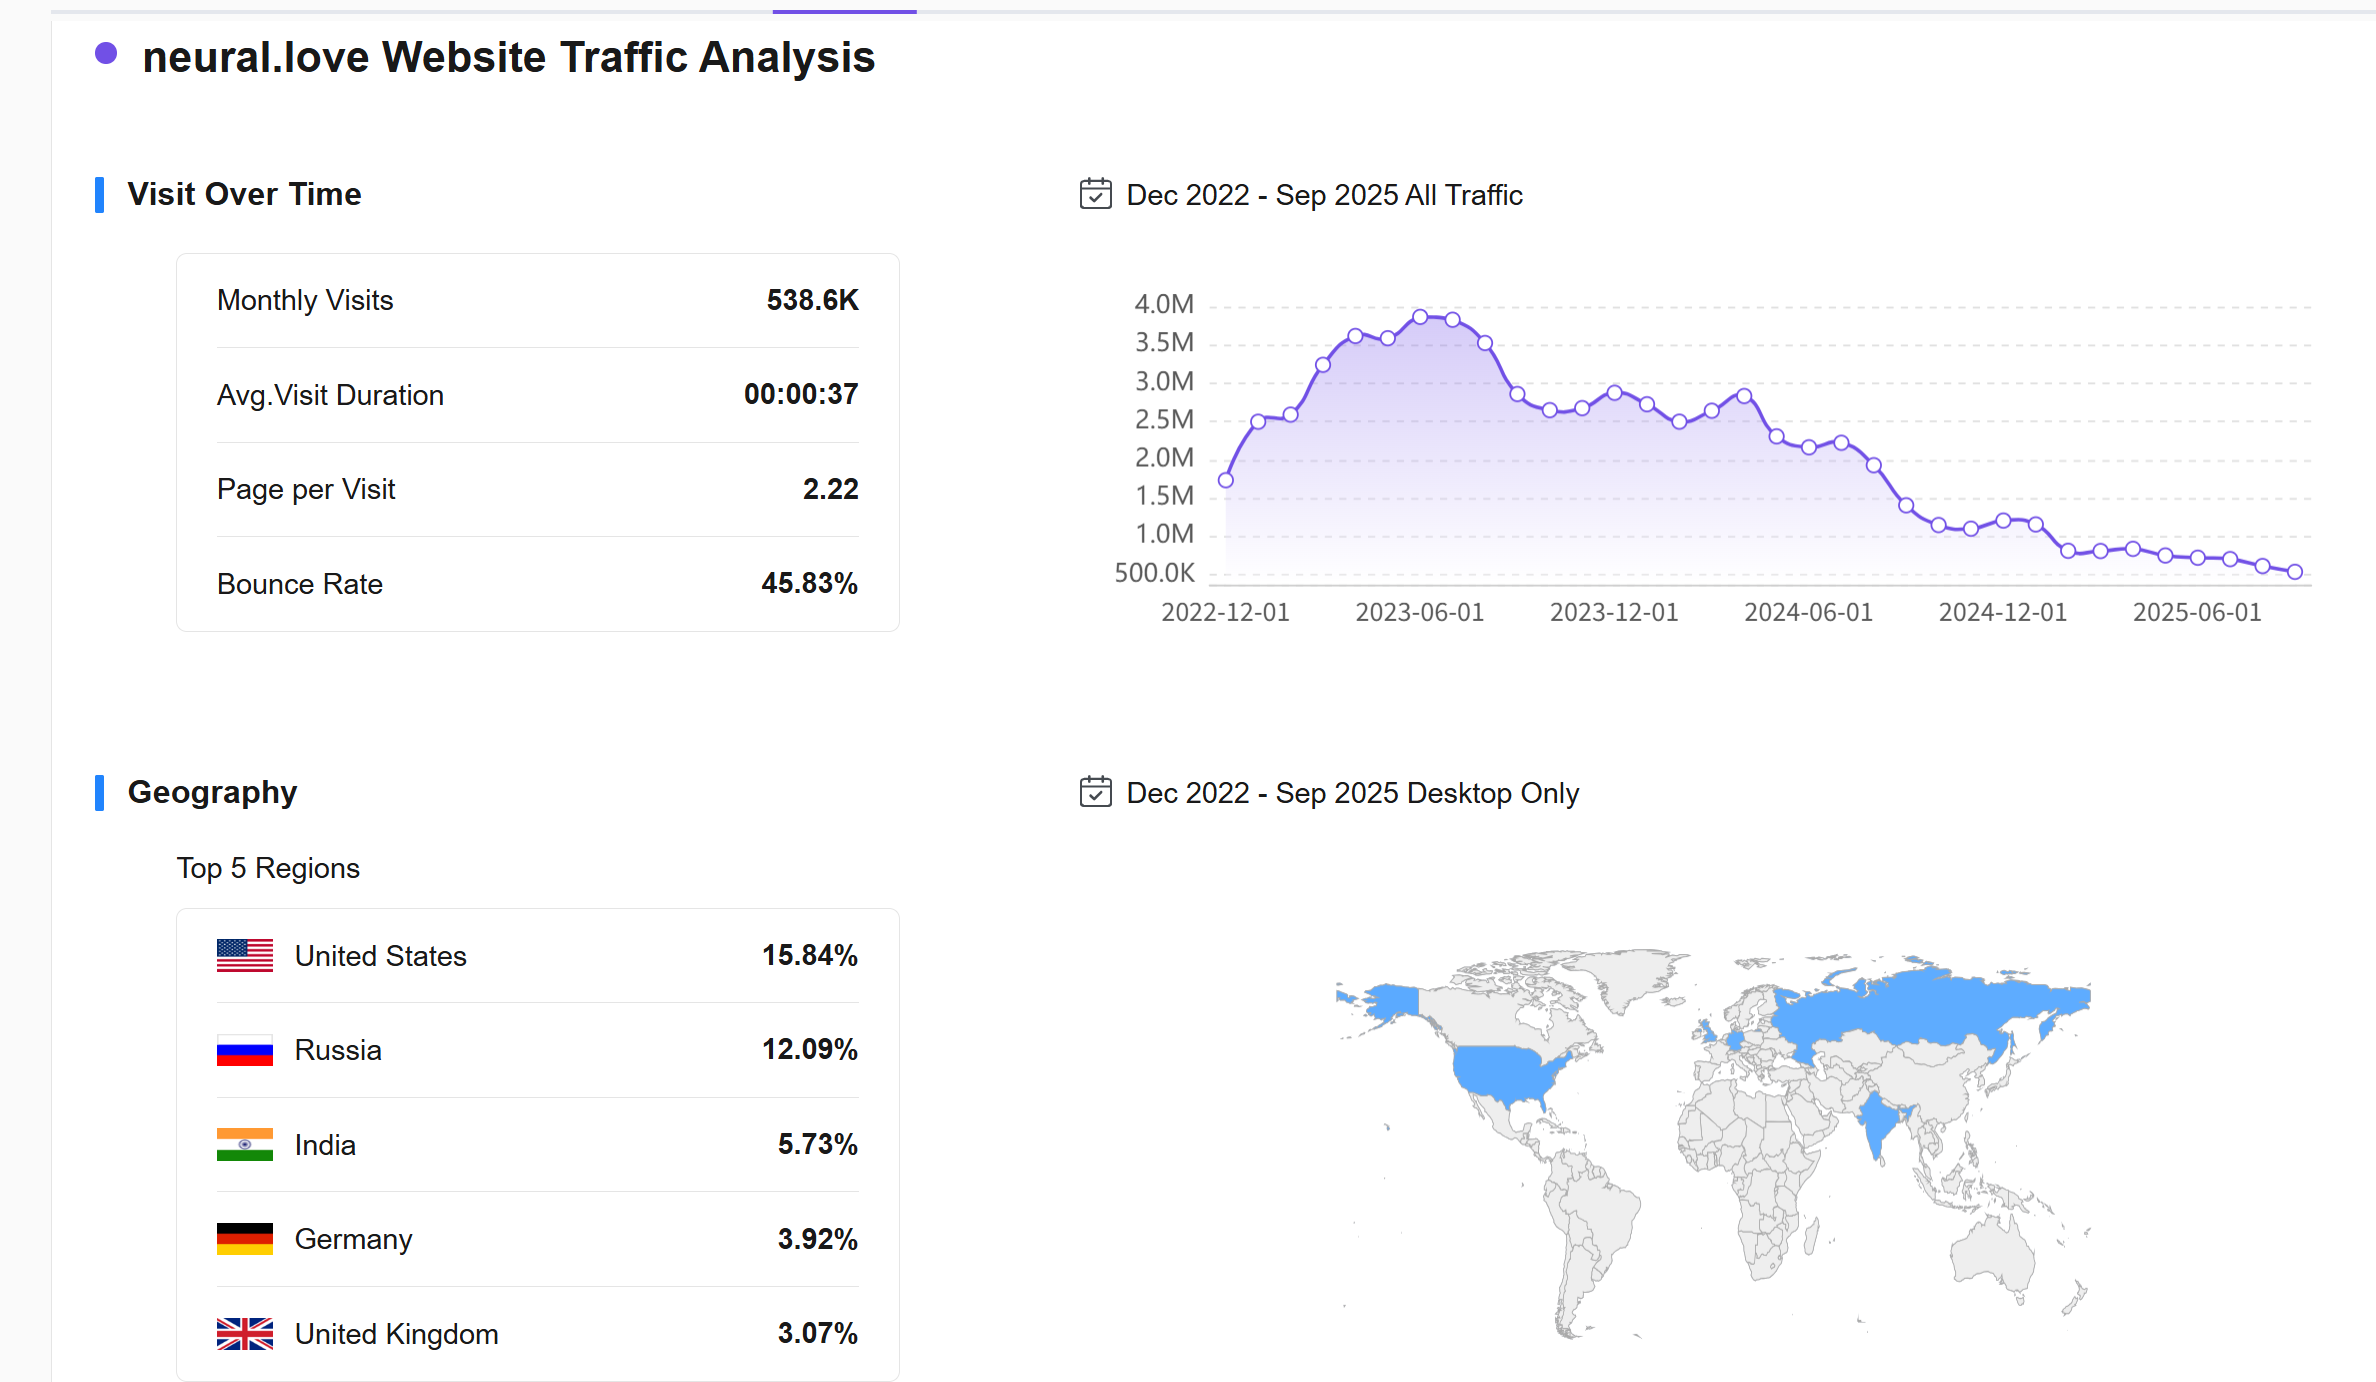 neural.love Website Traffic Analysis
Visit Over Time
Monthly Visits 538.6K
Avg.Visit Duration 00:00:37
Page per Visit 2.22
Bounce Rate 45.83%
Dec 2022 - Sep 2025 All Traffic
4.0M
3.5M
3.0M
2.5M
2.0M
1.5M
1.0M
500.0K
2022-12-01 2023-06-01 2023-12-01 2024-06-01 2024-12-01 2025-06-01
Geography
Top 5 Regions
United States 15.84%
Russia 12.09%
India 5.73%
Germany 3.92%
United Kingdom 3.07%
Dec 2022 - Sep 2025 Desktop Only